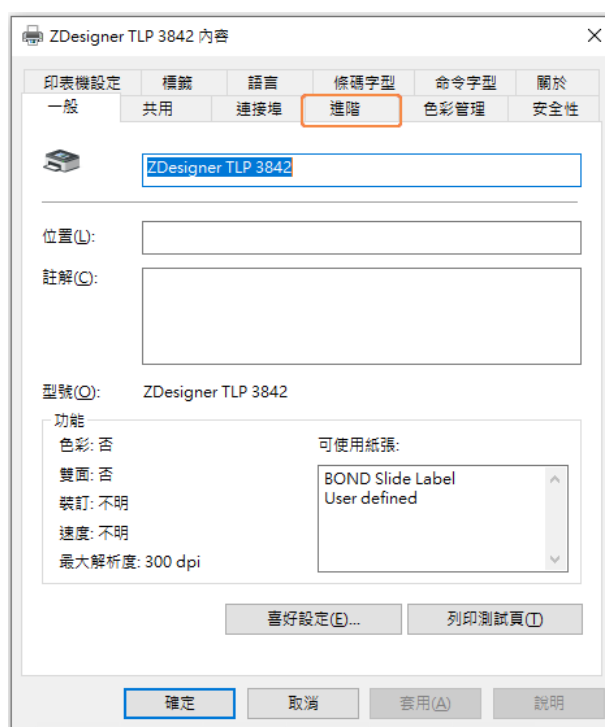 ZDesigner TLP 3842 內容
印表機設定 標籤 語言 條碼字型 命令字型 關於
一般 共用 連接埠 進階 色彩管理 安全性
ZDesigner TLP 3842
位置(L):
註解(C):
型號(O): ZDesigner TLP 3842
功能
色彩: 否 可使用紙張:
雙面: 否 BOND Slide Label
裝訂: 不明 User defined
速度: 不明
最大解析度: 300 dpi
喜好設定(E)... 列印測試頁(T)
確定 取消 套用(A) 說明